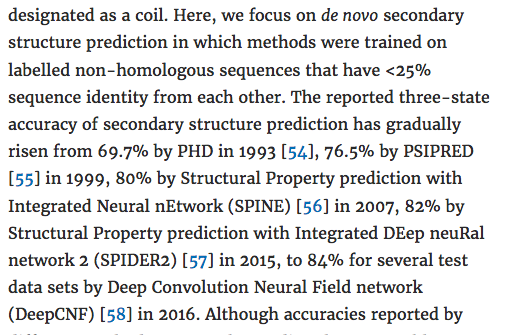 designated as a coil. Here, we focus on de novo secondary
structure prediction in which methods were trained on
labelled non-homologous sequences that have <25%
sequence identity from each other. The reported three-state
accuracy of secondary structure prediction has gradually
risen from 69.7% by PHD in 1993 [54], 76.5% by PSIPRED
[55] in 1999, 80% by Structural Property prediction with
Integrated Neural nEtwork (SPINE) [56] in 2007, 82% by
Structural Property prediction with Integrated DEep neuRal
network 2 (SPIDER2) [57] in 2015, to 84% for several test
data sets by Deep Convolution Neural Field network
(DeepCNF) [58] in 2016. Although accuracies reported by